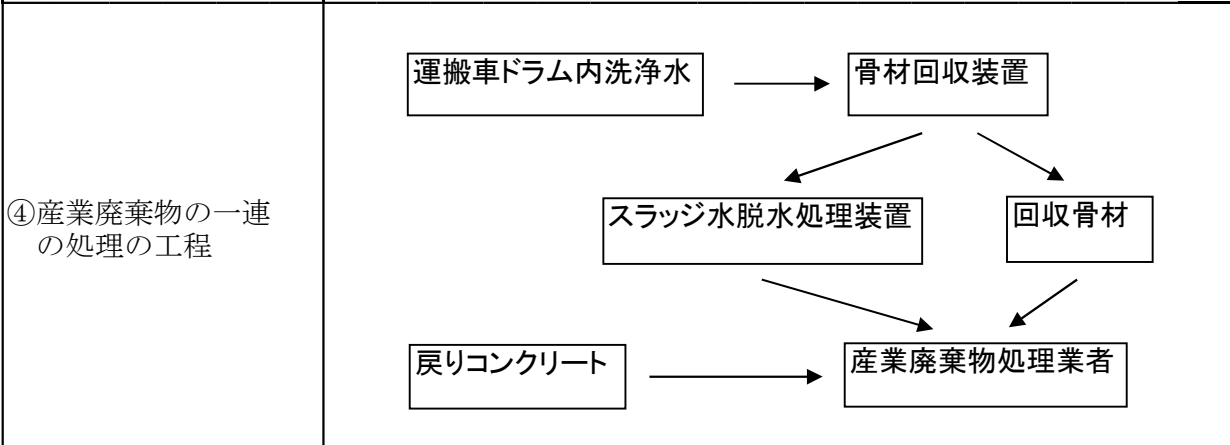 ④産業廃棄物の一連
の処理の工程
運搬車ドラム内洗浄水
骨材回収装置
スラッジ水脱水処理装置
回収骨材
戻りコンクリート
産業廃棄物処理業者